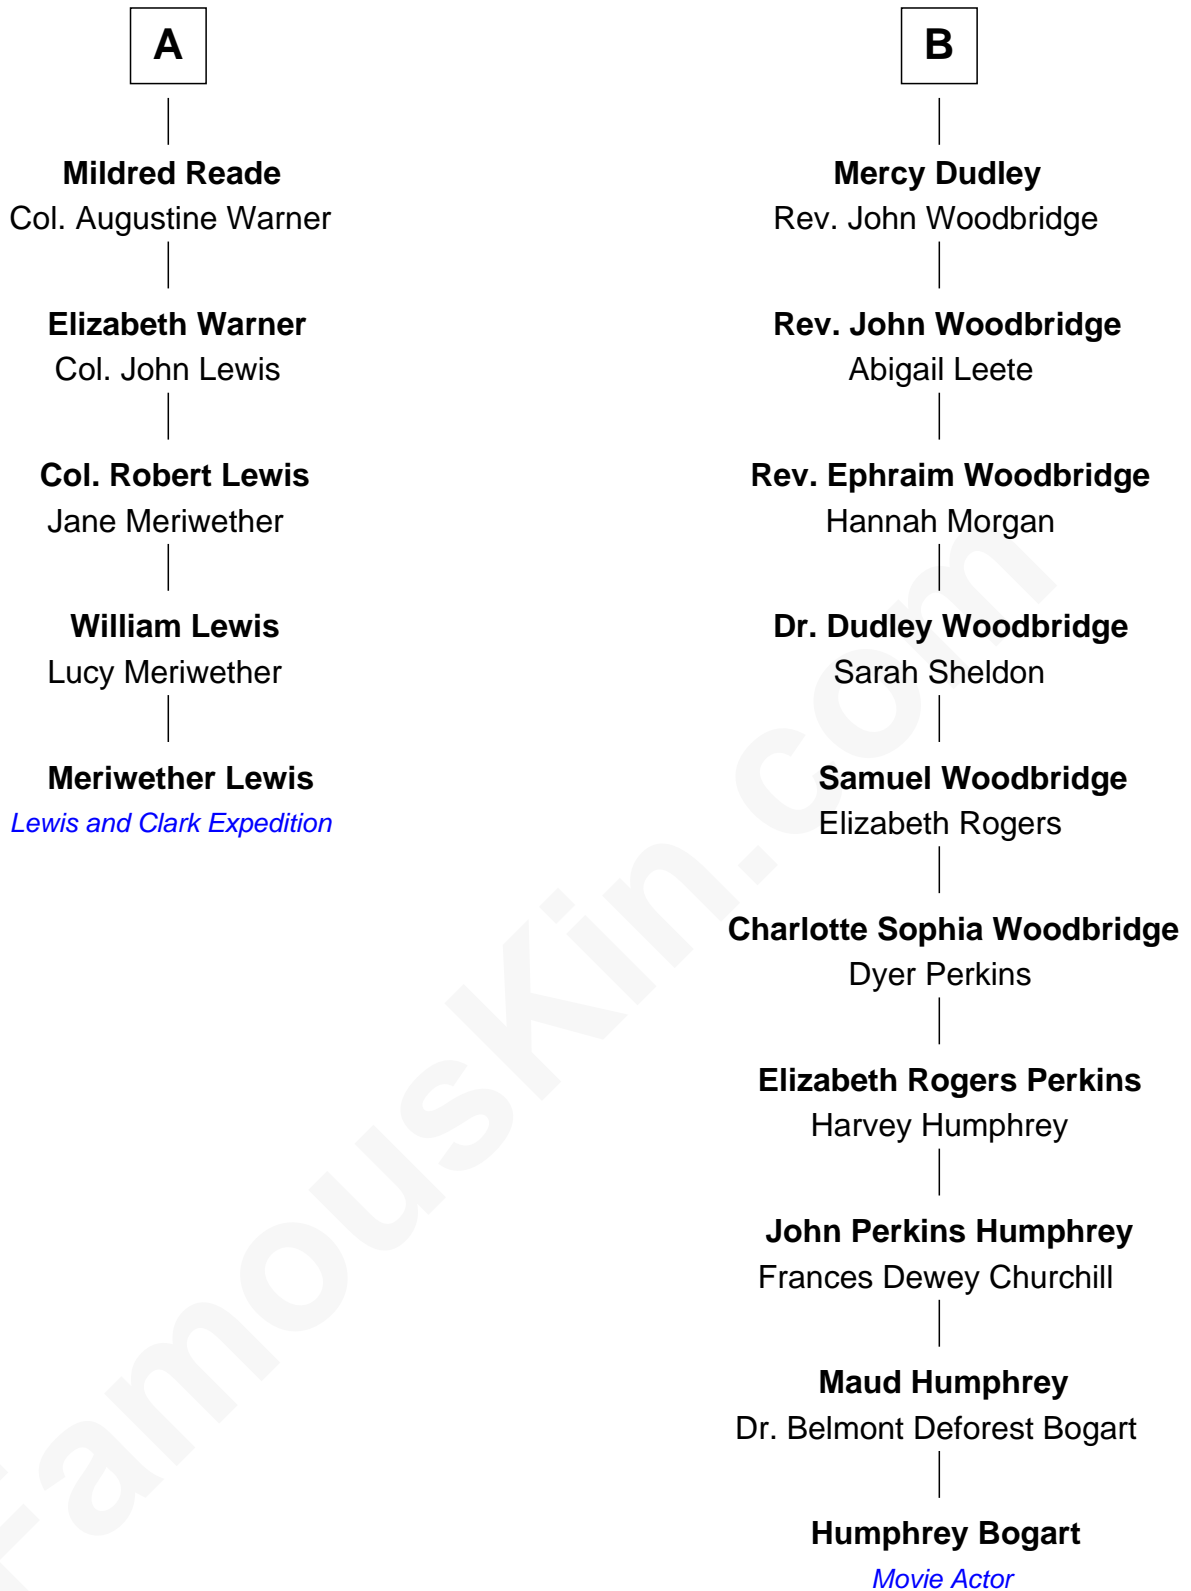 A
Mildred Reade
Col. Augustine Warner
Elizabeth Warner
Col. John Lewis
Col. Robert Lewis
Jane Meriwether
William Lewis
Lucy Meriwether
Meriwether Lewis
Lewis and Clark Expedition
B
Mercy Dudley
Rev. John Woodbridge
Rev. John Woodbridge
Abigail Leete
Rev. Ephraim Woodbridge
Hannah Morgan
Dr. Dudley Woodbridge
Sarah Sheldon
Samuel Woodbridge
Elizabeth Rogers
Charlotte Sophia Woodbridge
Dyer Perkins
Elizabeth Rogers Perkins
Harvey Humphrey
John Perkins Humphrey
Frances Dewey Churchill
Maud Humphrey
Dr. Belmont Deforest Bogart
Humphrey Bogart
Movie Actor
FamousKin.com